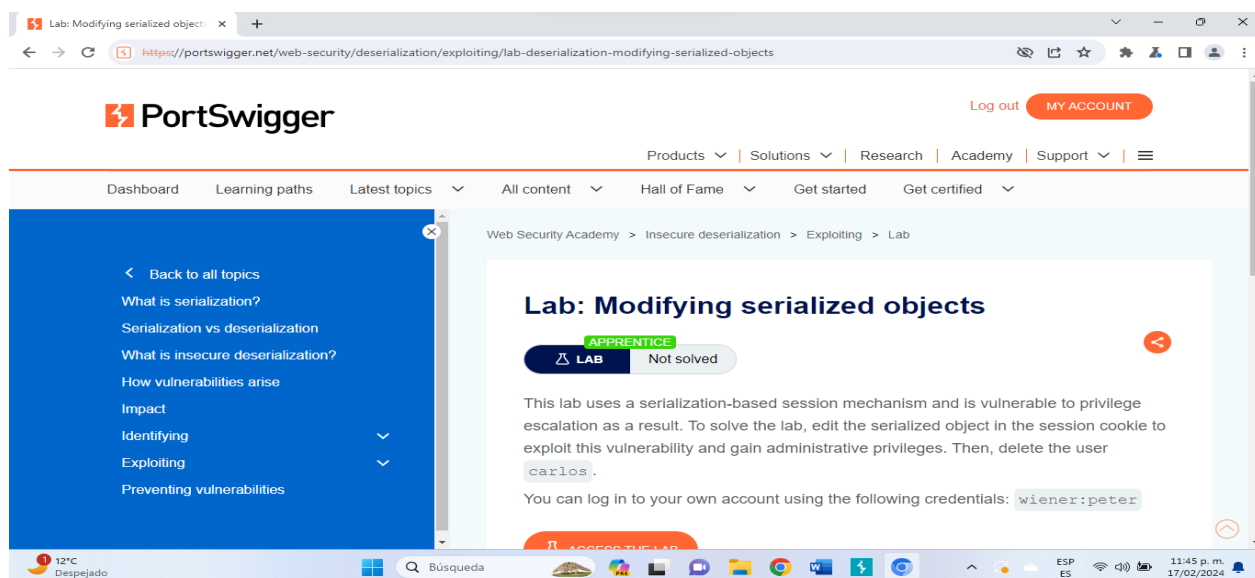 Lab: Modifying serialized object
https://portswigger.net/web-security/deserialization/exploiting/lab-deserialization-modifying-serialized-objects
PortSwigger
Log out MY ACCOUNT
Products Solutions Research Academy Support
Dashboard Learning paths Latest topics All content Hall of Fame Get started Get certified
Web Security Academy > Insecure deserialization > Exploiting > Lab
Back to all topics
What is serialization?
Serialization vs deserialization
What is insecure deserialization?
How vulnerabilities arise
Impact
Identifying
Exploiting
Preventing vulnerabilities
Lab: Modifying serialized objects
APPRENTICE
LAB Not solved
This lab uses a serialization-based session mechanism and is vulnerable to privilege
escalation as a result. To solve the lab, edit the serialized object in the session cookie to
exploit this vulnerability and gain administrative privileges. Then, delete the user
carlos.
You can log in to your own account using the following credentials: wiener:peter
ACCESS THE LAB
1
12°C
Despejado
Búsqueda
PRE
ESP
ES
11:45 p. m.
17/02/2024